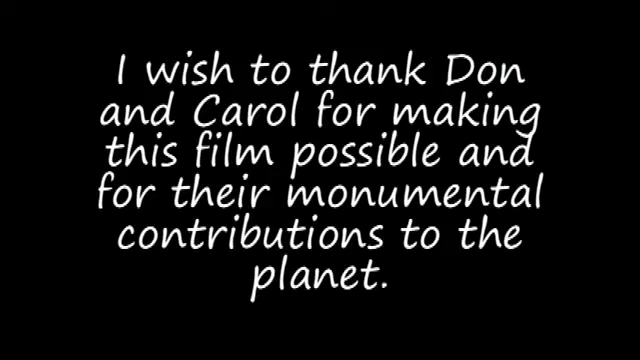 I wish to thank Don
and Carol for making
this film possible and
for their monumental
contributions to the
planet.